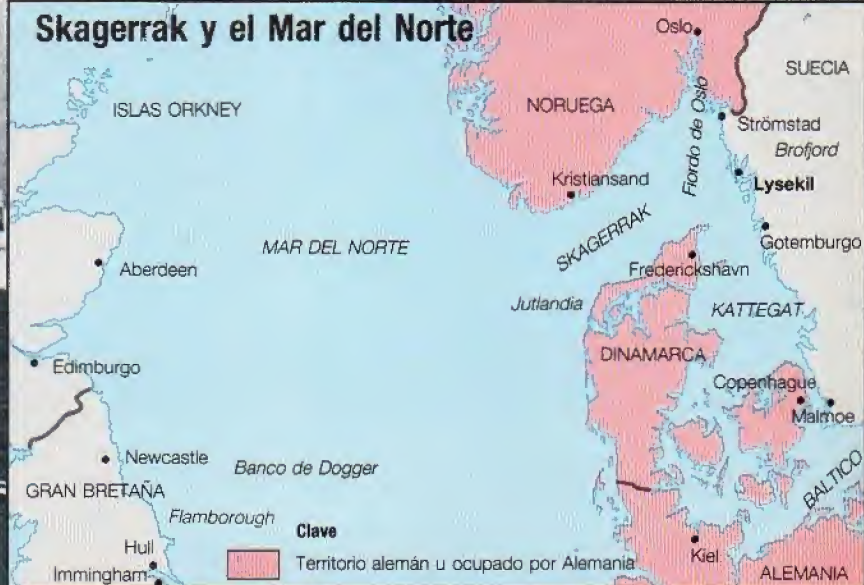 Skagerrak y el Mar del Norte
Oslo
SUECIA
ISLAS ORKNEY
NORUEGA
Fiordo de Oslo
Strömstad
Brofjord
Kristiansand
Lysekil
SKAGERRAK
MAR DEL NORTE
Gotemburgo
Aberdeen
Frederickshavn
Jutlandia
KATTEGAT
DINAMARCA
Edimburgo
Copenhague
Malmoe
Newcastle
Banco de Dogger
BALTICO
GRAN BRETAÑA
Flamborough
Clave
Hull
Territorio alemán u ocupado por Alemania
Kiel
Immingham
ALEMANIA